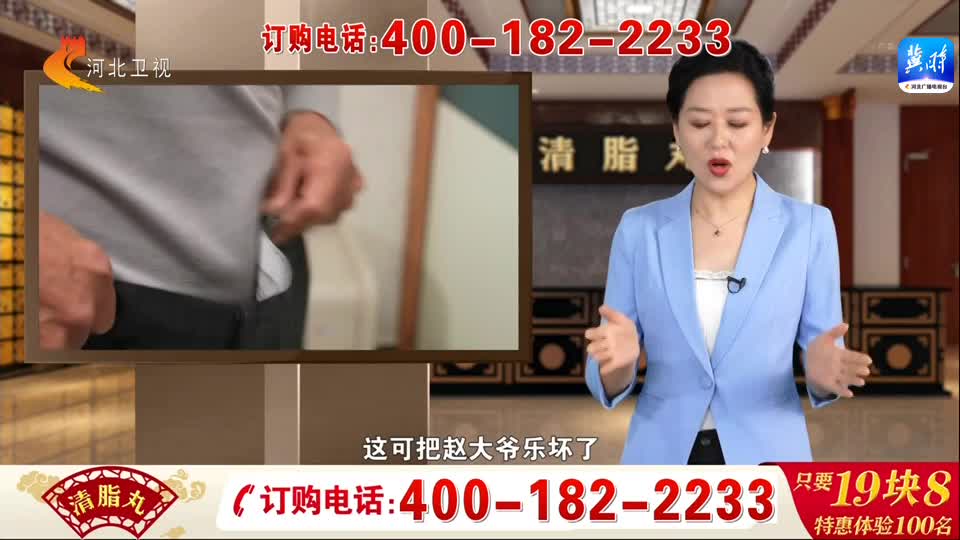 订购电话:400-182-2233
河北卫视
冀时
河北广播电视台
清脂丸
这可把赵大爷乐坏了
清脂丸
订购电话:400-182-2233
只要19块8
特惠体验100名